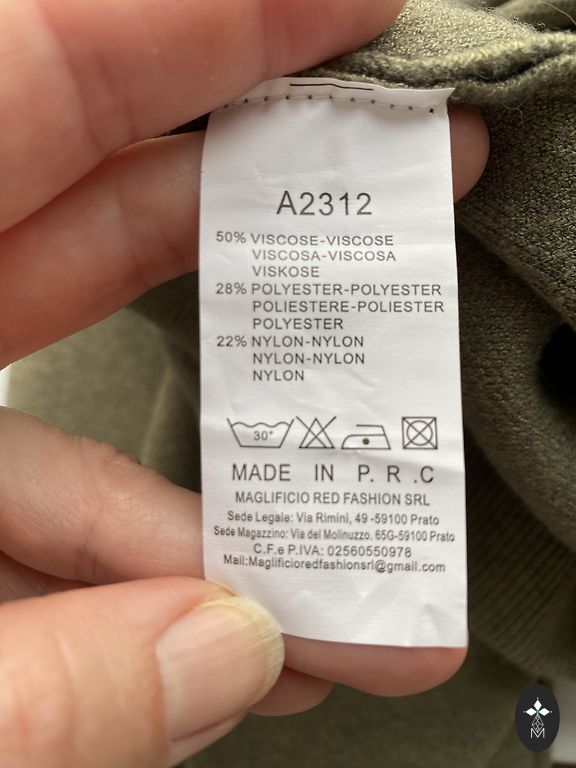 A2312
50% VISCOSE-VISCOSE
VISCOSA-VISCOSA
VISKOSE
28% POLYESTER-POLYESTER
POLIESTERE-POLIESTER
POLYESTER
22% NYLON-NYLON
NYLON-NYLON
NYLON
30°
MADE IN P. R .C
MAGLIFICIO RED FASHION SRL
Sede Legale: Via Rimini, 49 -59100 Prato
Sede Magazzino: Via del Molinuzzo. 65G-59100 Prato
C.F.e P.IVA: 02560550978
Mail:Maglificioredfashionsrl@gmail.com
M